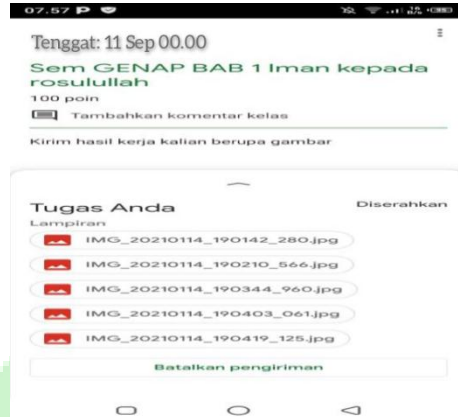 07.57
Tenggat: 11 Sep 00.00
Sem GENAP BAB 1 Iman kepada
rosulullah
100 poin
Tambahkan komentar kelas
Kirim hasil kerja kalian berupa gambar
Tugas Anda
Diserahkan
Lampiran
IMG_20210114_190142_280.jpg
IMG_20210114_190210_566.jpg
IMG_20210114_190344_960.jpg
IMG_20210114_190403_061.jpg
IMG_20210114_190419_125.jpg
Batalkan pengiriman